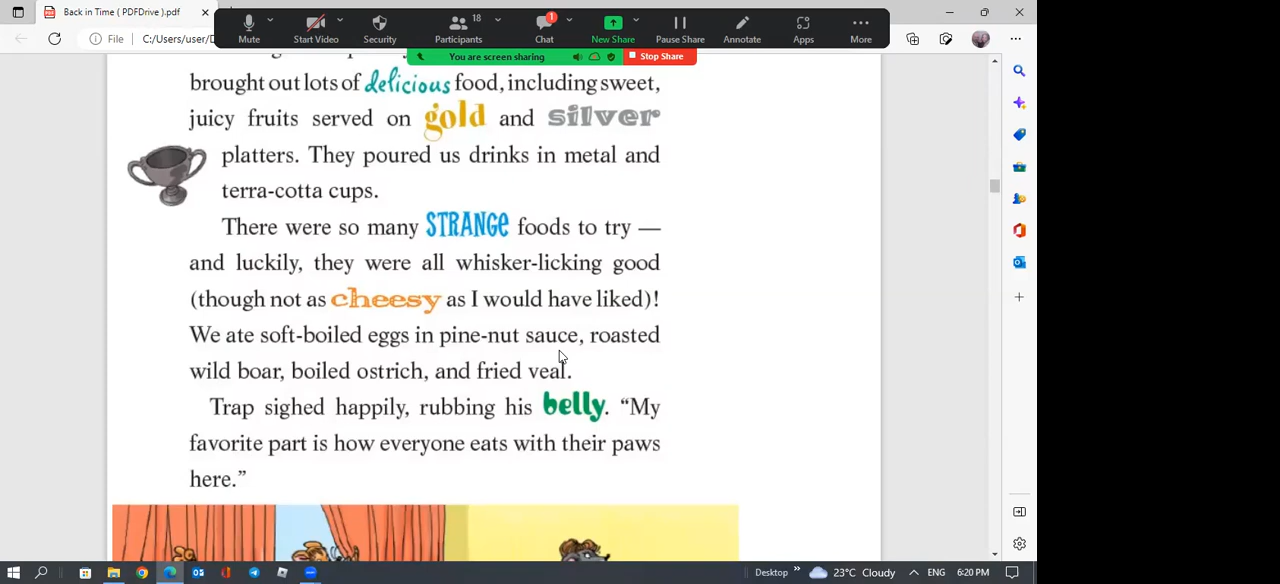 Back in Time ( PDFDrive ).pdf
Mute
Start Video
Security
18
Participants
1
Chat
New Share
Pause Share
Annotate
Apps
More
File
C:/Users/user/D
You are screen sharing
Stop Share
brought out lots of delicious food, including sweet,
juicy fruits served on gold and silver
platters. They poured us drinks in metal and
terra-cotta cups.
There were so many STRANGE foods to try —
and luckily, they were all whisker-licking good
(though not as cheesy as I would have liked)!
We ate soft-boiled eggs in pine-nut sauce, roasted
wild boar, boiled ostrich, and fried veal.
Trap sighed happily, rubbing his belly. “My
favorite part is how everyone eats with their paws
here.”
Desktop
23°C Cloudy
ENG
6:20 PM